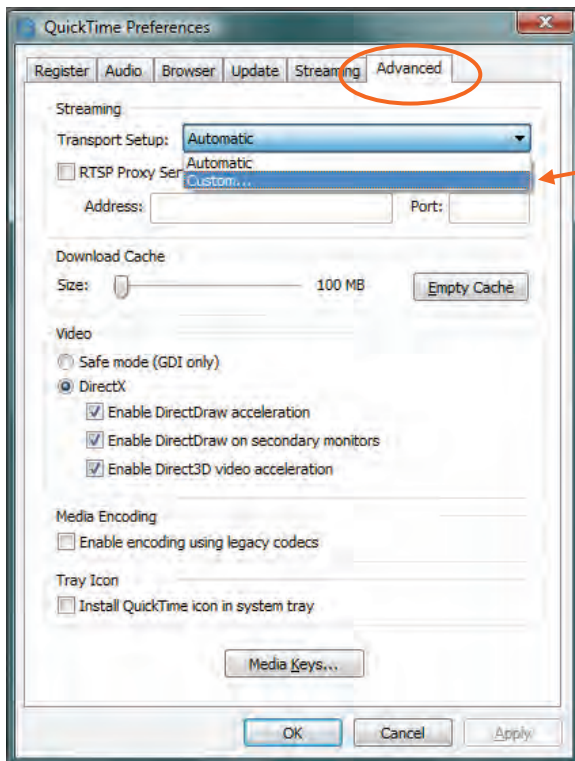 QuickTime Preferences
Register Audio Browser Update Streaming Advanced
Streaming
Transport Setup: Automatic
Automatic
RTSP Proxy Ser
Custom...
Address: Port:
Download Cache
Size: 100 MB Empty Cache
Video
Safe mode (GDI only)
DirectX
Enable DirectDraw acceleration
Enable DirectDraw on secondary monitors
Enable Direct3D video acceleration
Media Encoding
Enable encoding using legacy codecs
Tray Icon
Install QuickTime icon in system tray
Media Keys...
OK Cancel Apply